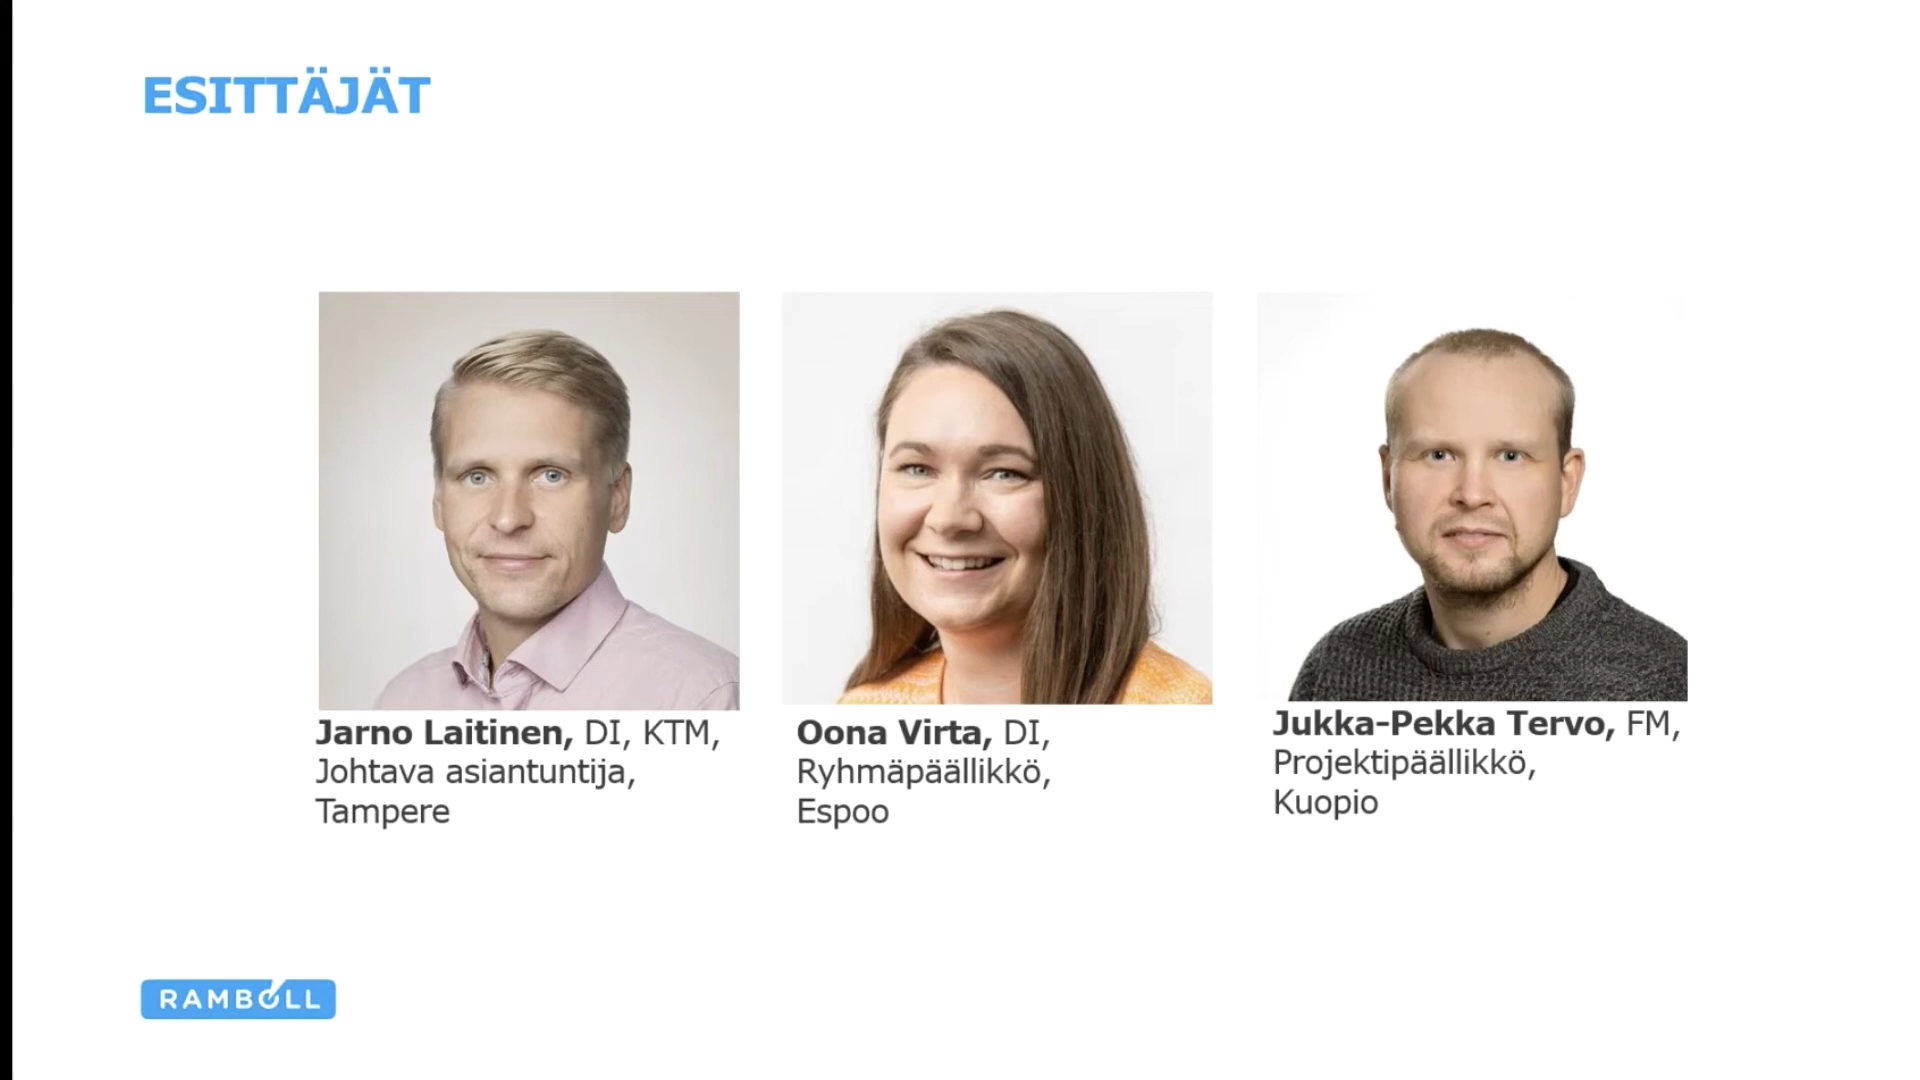 ESITTÄJÄT
Jarno Laitinen, DI, KTM,
Johtava asiantuntija,
Tampere
Oona Virta, DI,
Ryhmäpäällikkö,
Espoo
Jukka-Pekka Tervo, FM,
Projektipäällikkö,
Kuopio
RAMBOLL